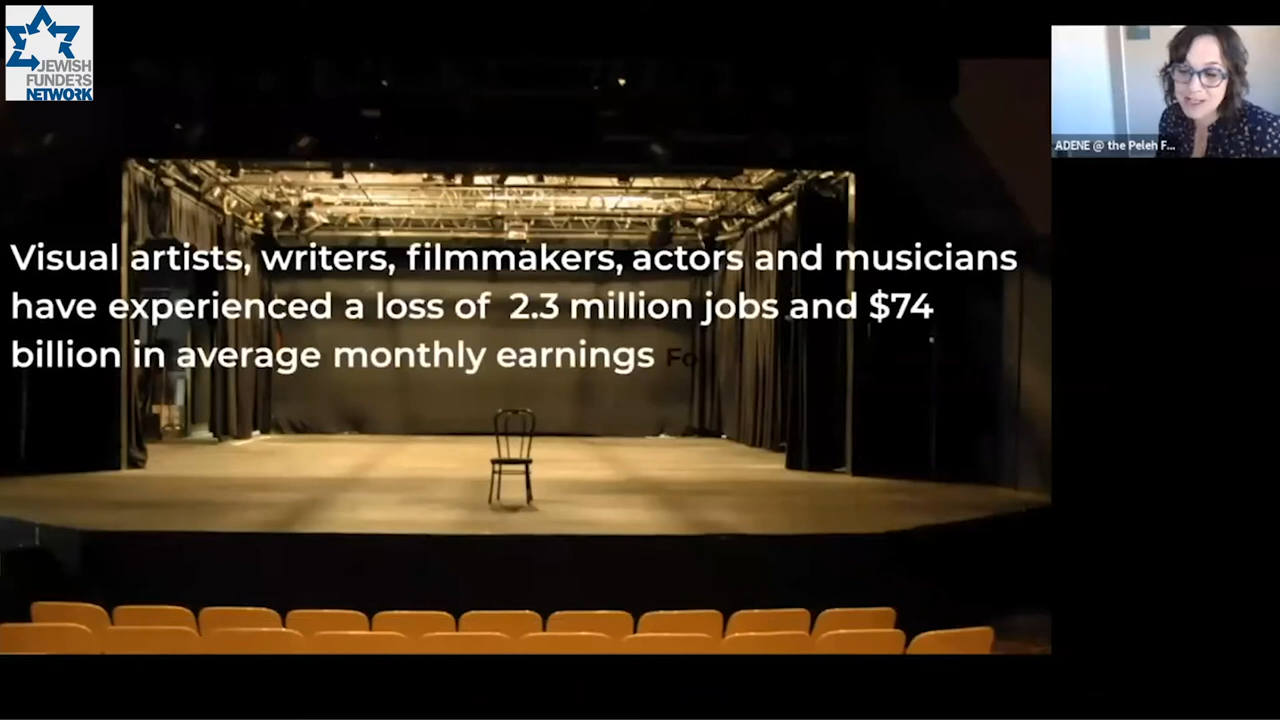 JEWISH
FUNDERS
NETWORK
ADENE @ the Peleh F...
Visual artists, writers, filmmakers, actors and musicians
have experienced a loss of 2.3 million jobs and $74
billion in average monthly earnings Fo